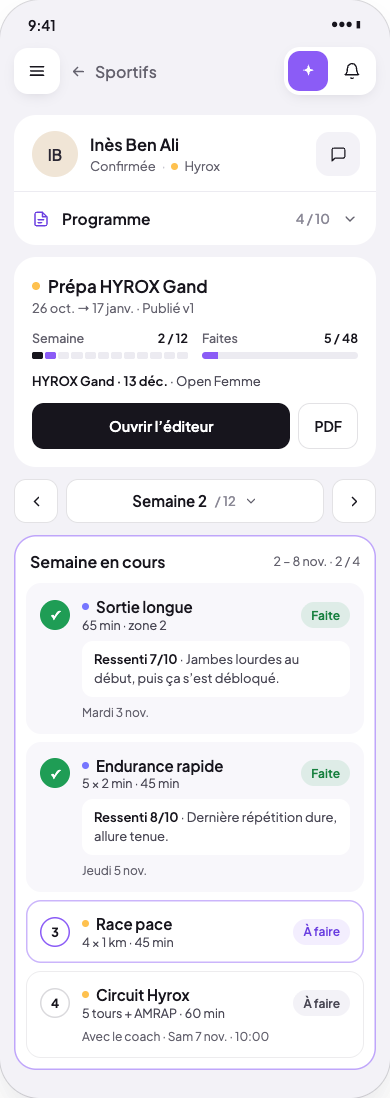 9:41
← Sportifs
IB
Inès Ben Ali
Confirmée · Hyrox
Programme 4 / 10
Prépa HYROX Gand
26 oct. → 17 janv. · Publié v1
Semaine 2 / 12 Faites 5 / 48
HYROX Gand · 13 déc. · Open Femme
Ouvrir l’éditeur PDF
Semaine 2 / 12
Semaine en cours 2 – 8 nov. · 2 / 4
Sortie longue Faite
65 min · zone 2
Ressenti 7/10 · Jambes lourdes au
début, puis ça s’est débloqué.
Mardi 3 nov.
Endurance rapide Faite
5 × 2 min · 45 min
Ressenti 8/10 · Dernière répétition dure,
allure tenue.
Jeudi 5 nov.
3 Race pace À faire
4 × 1 km · 45 min
4 Circuit Hyrox À faire
5 tours + AMRAP · 60 min
Avec le coach · Sam 7 nov. · 10:00